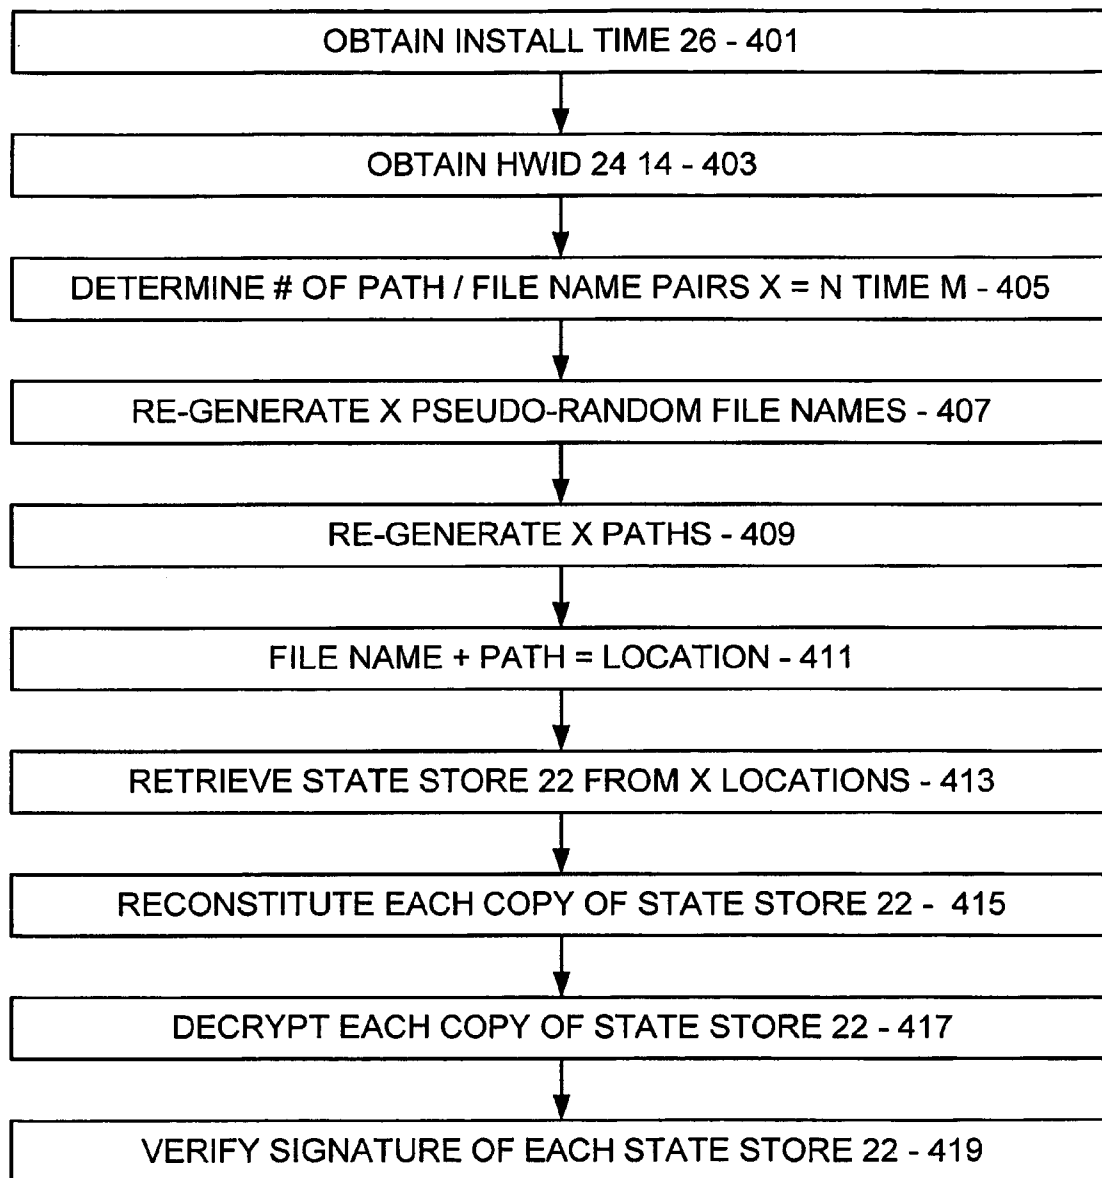 OBTAIN INSTALL TIME 26 - 401
OBTAIN HWID 24 14 - 403
DETERMINE # OF PATH / FILE NAME PAIRS X = N TIME M - 405
RE-GENERATE X PSEUDO-RANDOM FILE NAMES - 407
RE-GENERATE X PATHS - 409
FILE NAME + PATH = LOCATION - 411
RETRIEVE STATE STORE 22 FROM X LOCATIONS - 413
RECONSTITUTE EACH COPY OF STATE STORE 22 - 415
DECRYPT EACH COPY OF STATE STORE 22 - 417
VERIFY SIGNATURE OF EACH STATE STORE 22 - 419